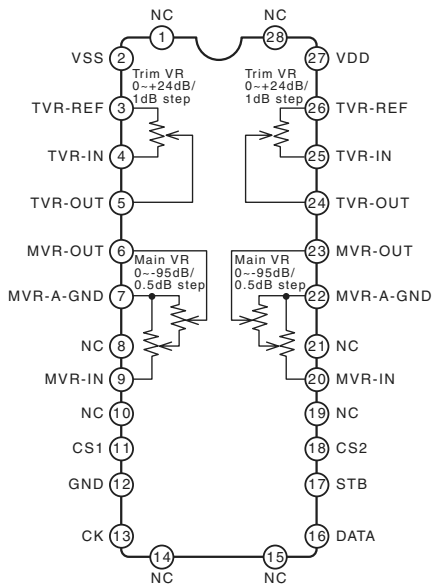 NC NC
1 28
VSS 2 27 VDD
Trim VR Trim VR
0~+24dB/ 0~+24dB/
1dB step 1dB step
TVR-REF 3 26 TVR-REF
TVR-IN 4 25 TVR-IN
TVR-OUT 5 24 TVR-OUT
MVR-OUT 6 23 MVR-OUT
Main VR Main VR
0~-95dB/ 0~-95dB/
0.5dB step 0.5dB step
MVR-A-GND 7 22 MVR-A-GND
NC 8 21 NC
MVR-IN 9 20 MVR-IN
NC 10 19 NC
CS1 11 18 CS2
GND 12 17 STB
CK 13 16 DATA
14 15
NC NC